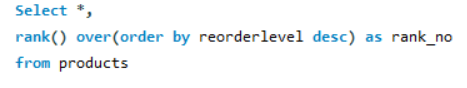 Select *,
rank() over(order by reorderlevel desc) as rank_no
from products